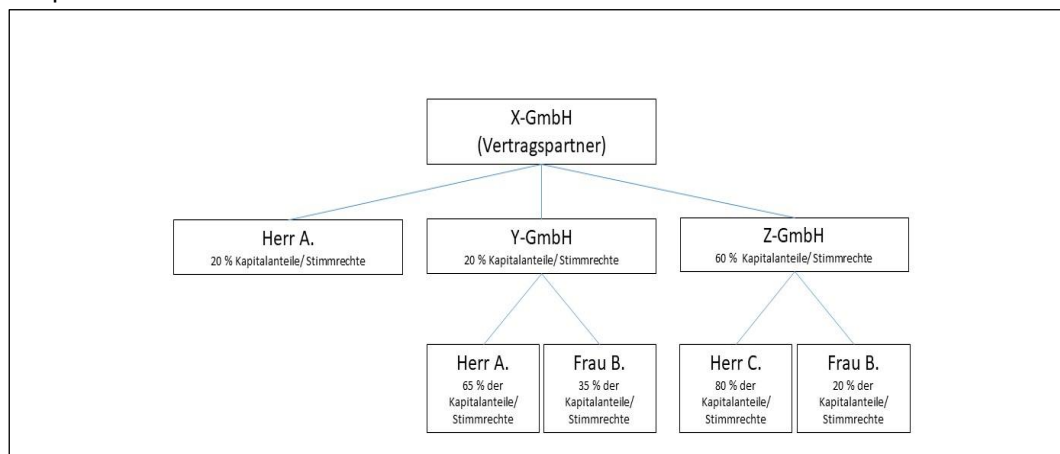 X-GmbH
(Vertragspartner)
Herr A.
20 % Kapitalanteile/ Stimmrechte
Y-GmbH
20 % Kapitalanteile/ Stimmrechte
Z-GmbH
60 % Kapitalanteile/ Stimmrechte
Herr A.
65 % der
Kapitalanteile/
Stimmrechte
Frau B.
35 % der
Kapitalanteile/
Stimmrechte
Herr C.
80 % der
Kapitalanteile/
Stimmrechte
Frau B.
20 % der
Kapitalanteile/
Stimmrechte